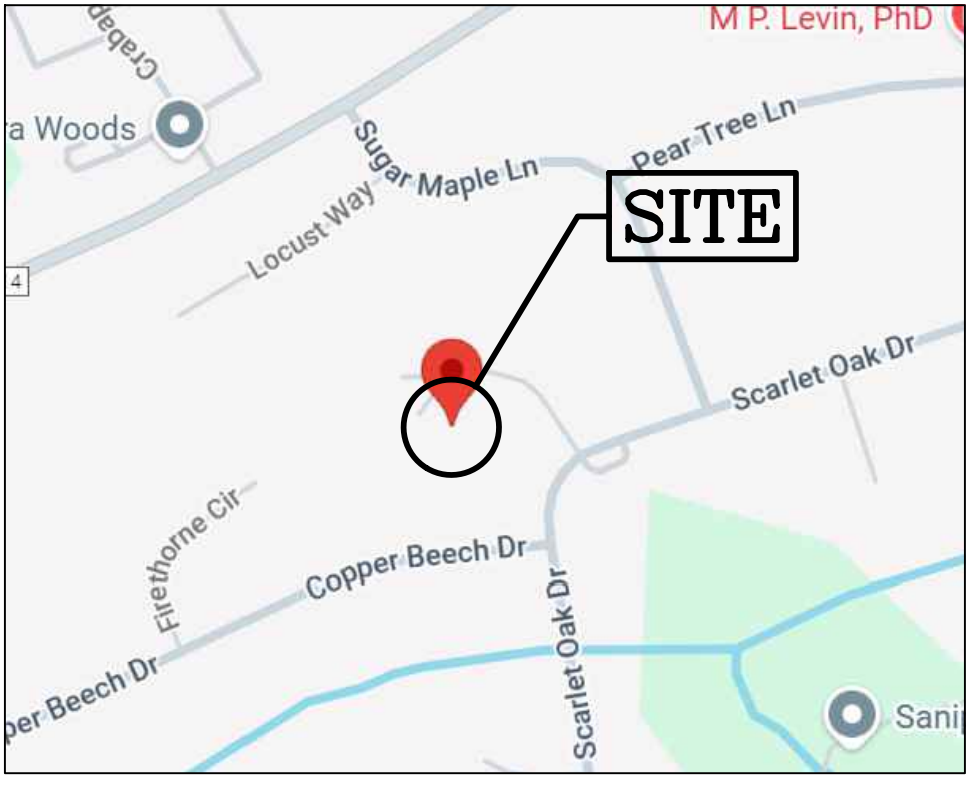 M P. Levin, PhD
Crabap
ra Woods
Sugar Maple Ln
Pear Tree Ln
Locust Way
SITE
4
Scarlet Oak Dr
Firethorne Cir
Copper Beech Dr
Scarlet Oak Dr
per Beech Dr
Sanip